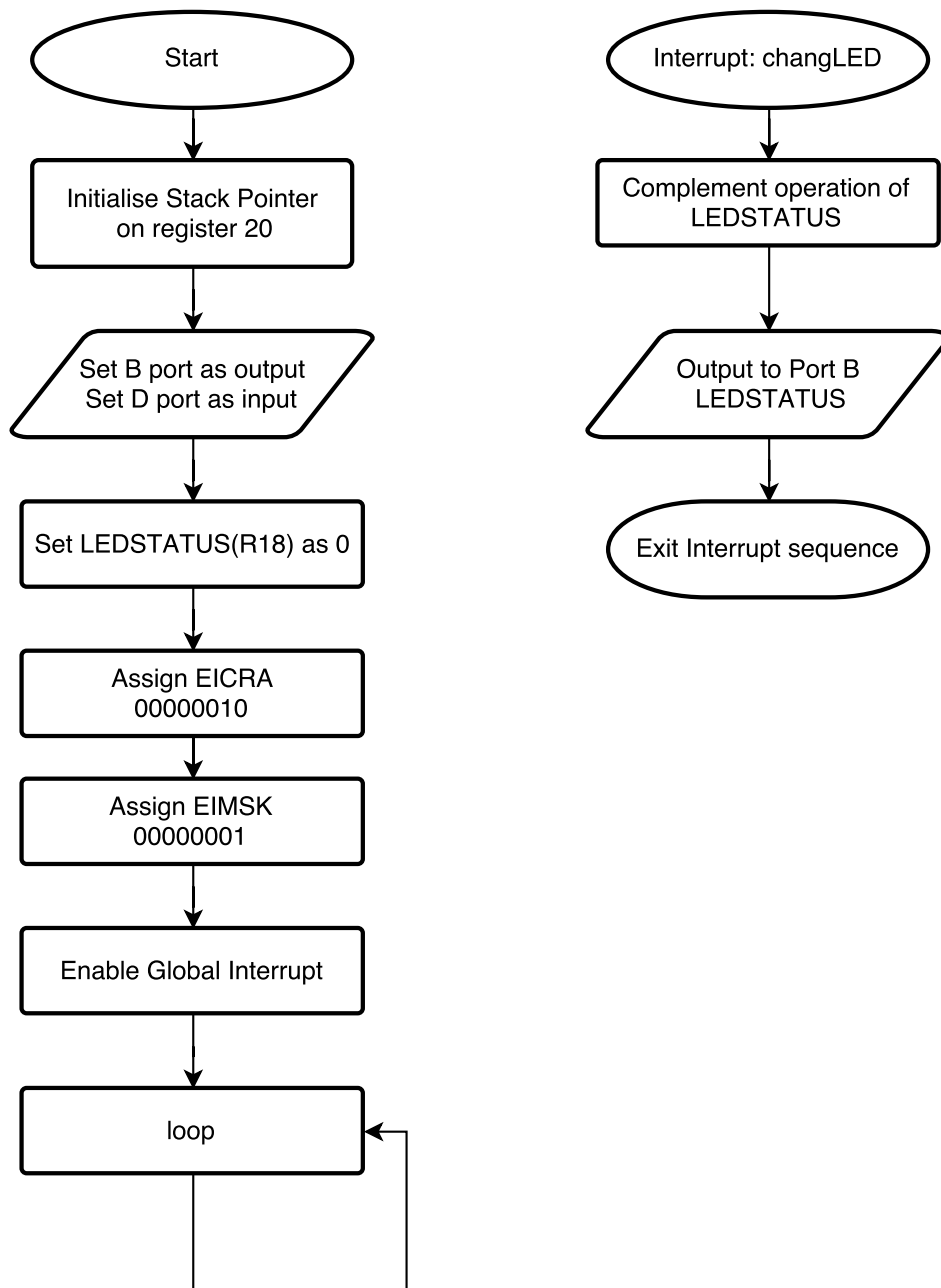 Start
Initialise Stack Pointer
on register 20
Set B port as output
Set D port as input
Set LEDSTATUS(R18) as 0
Assign EICRA
00000010
Assign EIMSK
00000001
Enable Global Interrupt
loop
Interrupt: changLED
Complement operation of
LEDSTATUS
Output to Port B
LEDSTATUS
Exit Interrupt sequence